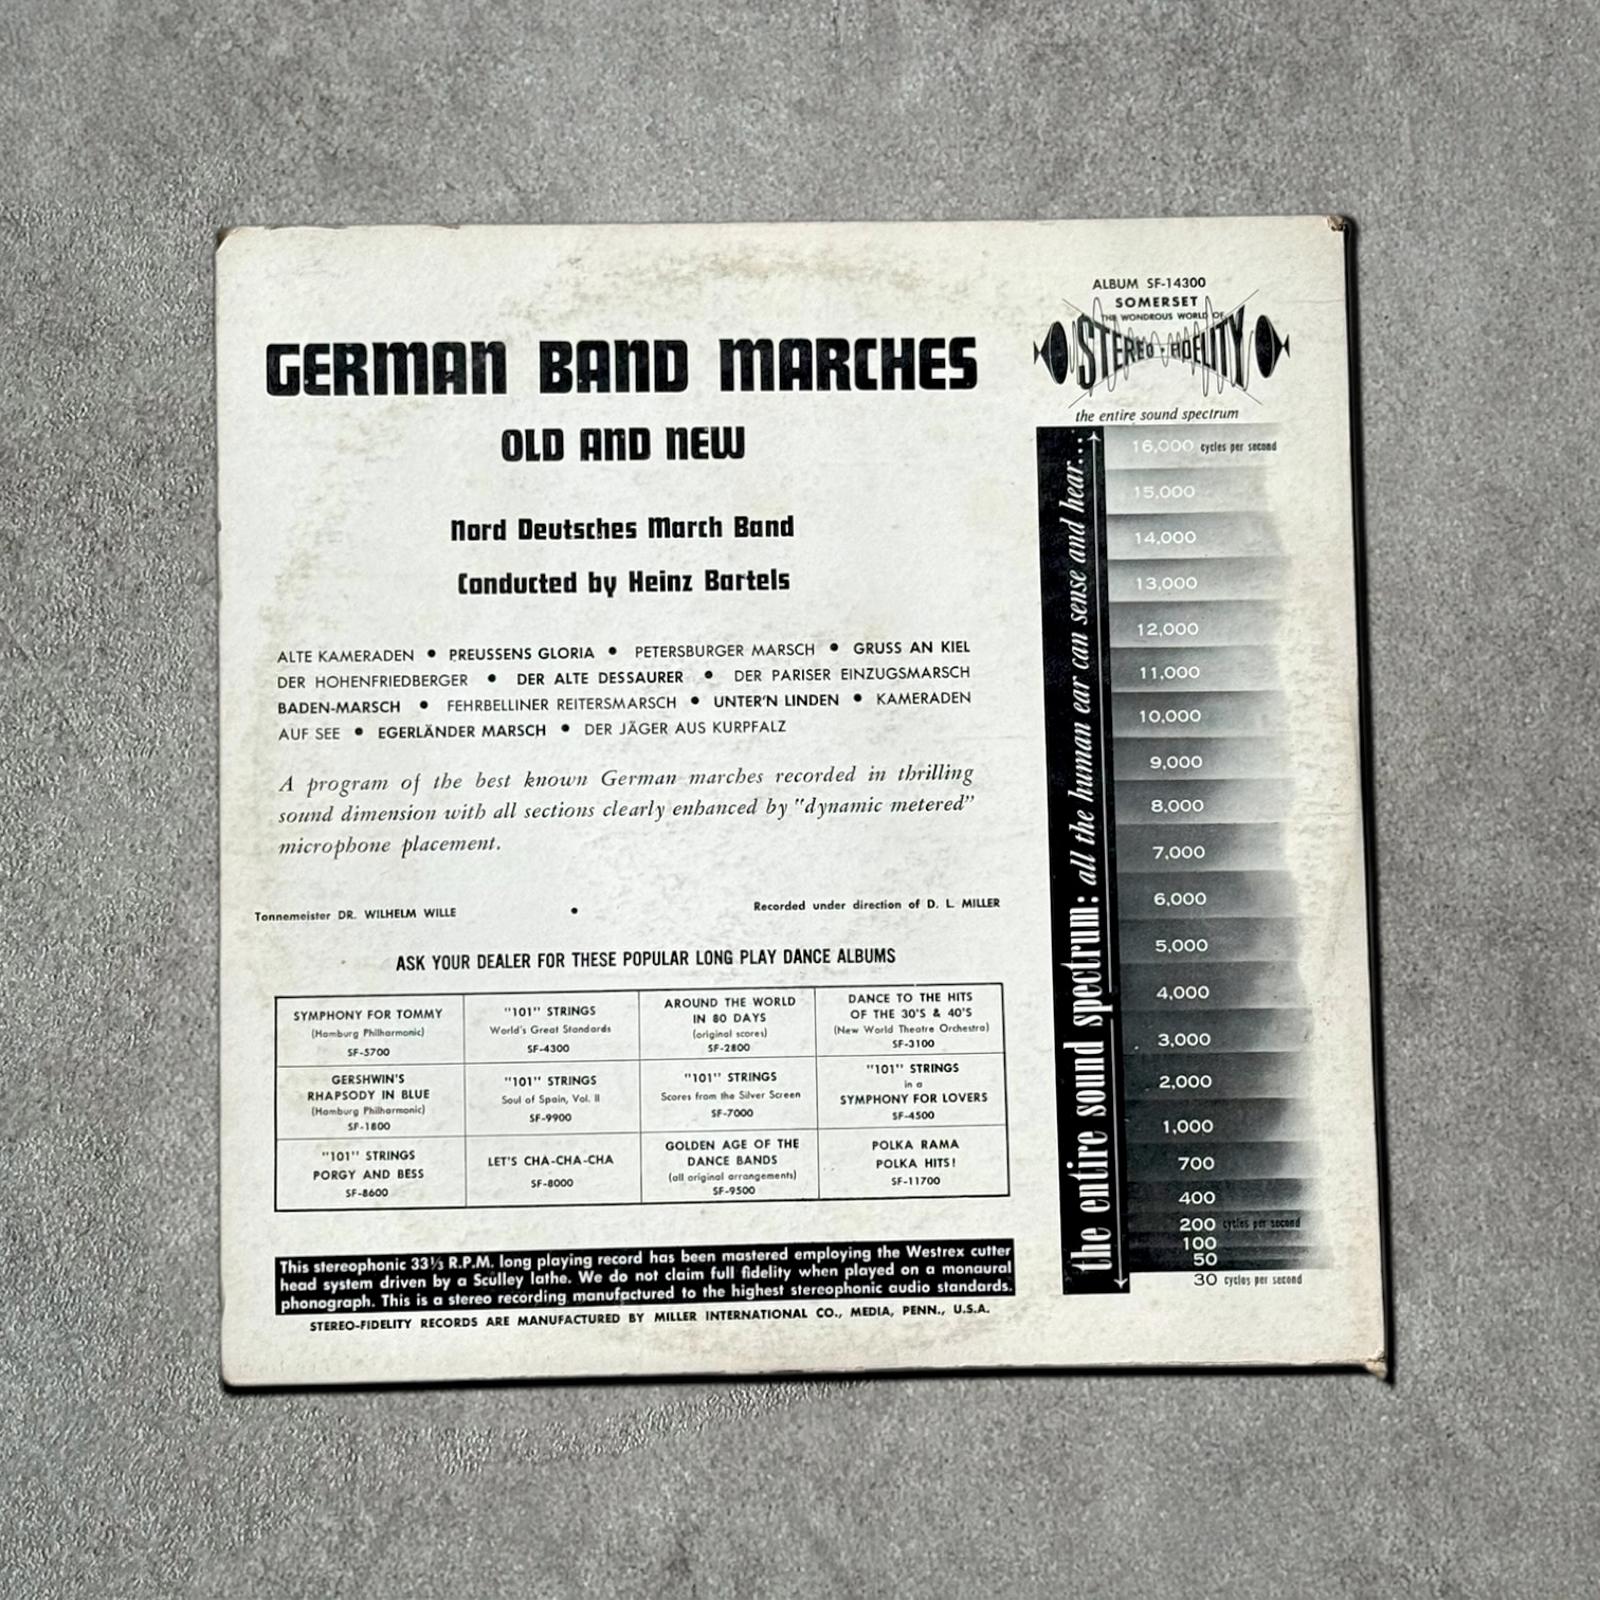 GERMAN BAND MARCHES
OLD AND NEW
Nord Deutsches March Band
Conducted by Heinz Bartels
ALTE KAMERADEN • PREUSSENS GLORIA • PETERSBURGER MARSCH • GRUSS AN KIEL
DER HOHENFRIEDBERGER • DER ALTE DESSAURER • DER PARISER EINZUGSMARSCH
BADEN-MARSCH • FEHRBELLINER REITERSMARSCH • UNTER'N LINDEN • KAMERADEN
AUF SEE • EGERLÄNDER MARSCH • DER JÄGER AUS KURPFALZ
A program of the best known German marches recorded in thrilling
sound dimension with all sections clearly enhanced by "dynamic metered"
microphone placement.
Tonnemeister DR. WILHELM WILLE • Recorded under direction of D. L. MILLER
ASK YOUR DEALER FOR THESE POPULAR LONG PLAY DANCE ALBUMS
SYMPHONY FOR TOMMY
(Hamburg Philharmonic)
SF-5700
"101" STRINGS
World's Great Standards
SF-4300
AROUND THE WORLD
IN 80 DAYS
(original scores)
SF-2800
DANCE TO THE HITS
OF THE 30'S & 40'S
(New World Theatre Orchestra)
SF-3100
GERSHWIN'S
RHAPSODY IN BLUE
(Hamburg Philharmonic)
SF-1800
"101" STRINGS
Soul of Spain, Vol. II
SF-9900
"101" STRINGS
Scores from the Silver Screen
SF-7000
"101" STRINGS
in a
SYMPHONY FOR LOVERS
SF-4500
"101" STRINGS
PORGY AND BESS
SF-8600
LET'S CHA-CHA-CHA
SF-8000
GOLDEN AGE OF THE
DANCE BANDS
(all original arrangements)
SF-9500
POLKA RAMA
POLKA HITS!
SF-11700
This stereophonic 33⅓ R.P.M. long playing record has been mastered employing the Westrex cutter
head system driven by a Sculley lathe. We do not claim full fidelity when played on a monaural
phonograph. This is a stereo recording manufactured to the highest stereophonic audio standards.
STEREO-FIDELITY RECORDS ARE MANUFACTURED BY MILLER INTERNATIONAL CO., MEDIA, PENN., U.S.A.
ALBUM SF-14300
SOMERSET
THE WONDROUS WORLD OF
STEREO-FIDELITY
the entire sound spectrum
the entire sound spectrum: all the human ear can sense and hear...
16,000 cycles per second
15,000
14,000
13,000
12,000
11,000
10,000
9,000
8,000
7,000
6,000
5,000
4,000
3,000
2,000
1,000
700
400
200 cycles per second
100
50
30 cycles per second